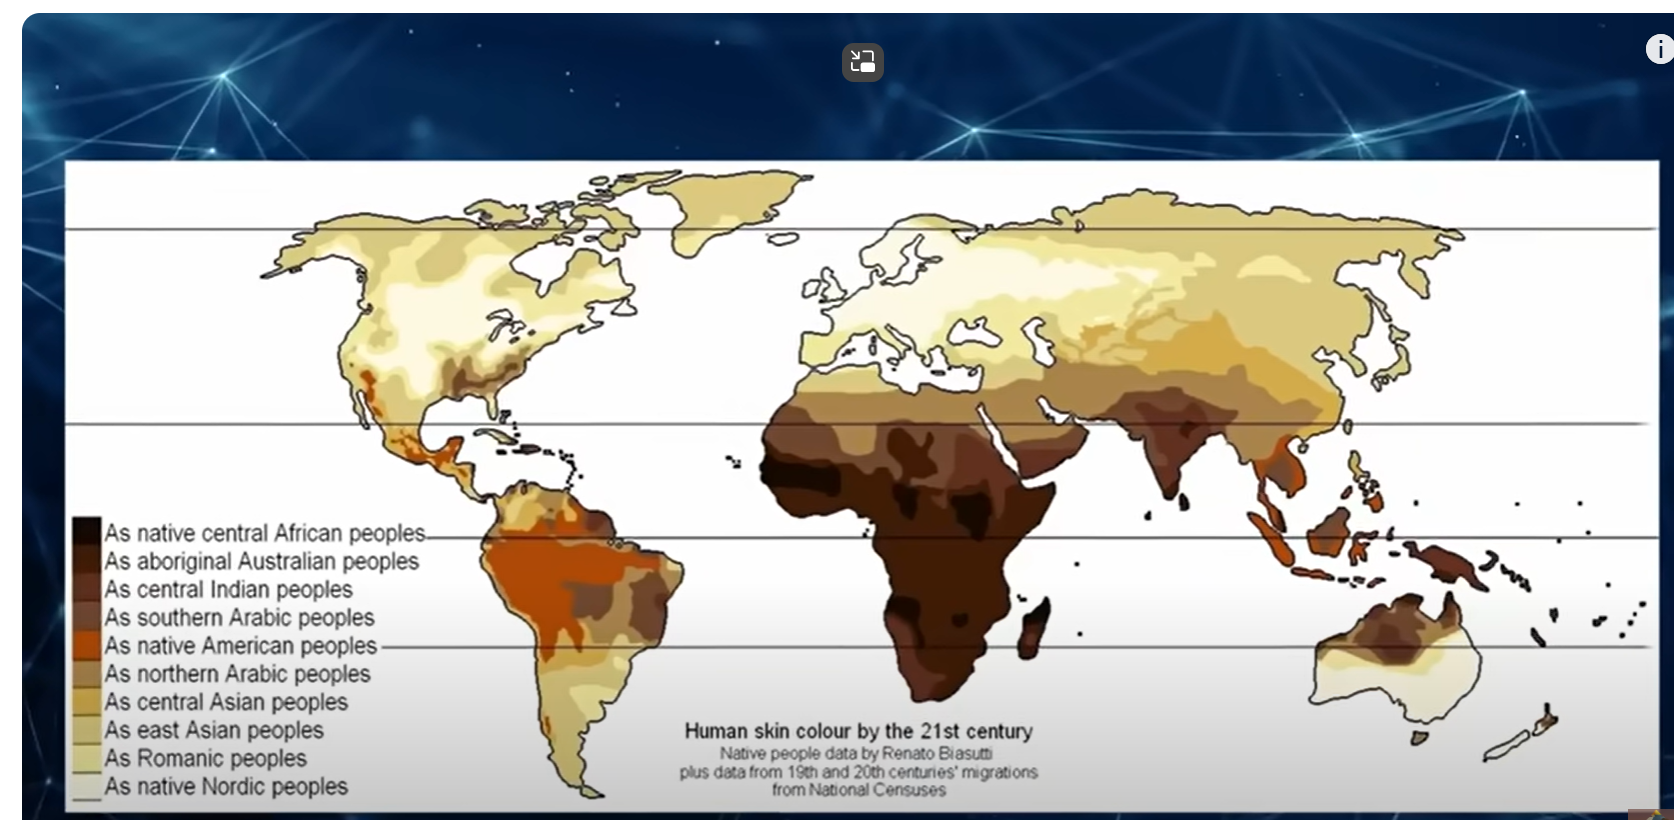 As native central African peoples
As aboriginal Australian peoples
As central Indian peoples
As southern Arabic peoples
As native American peoples
As northern Arabic peoples
As central Asian peoples
As east Asian peoples
As Romanic peoples
As native Nordic peoples
Human skin colour by the 21st century
Native people data by Renato Biasutti
plus data from 19th and 20th centuries' migrations
from National Censuses